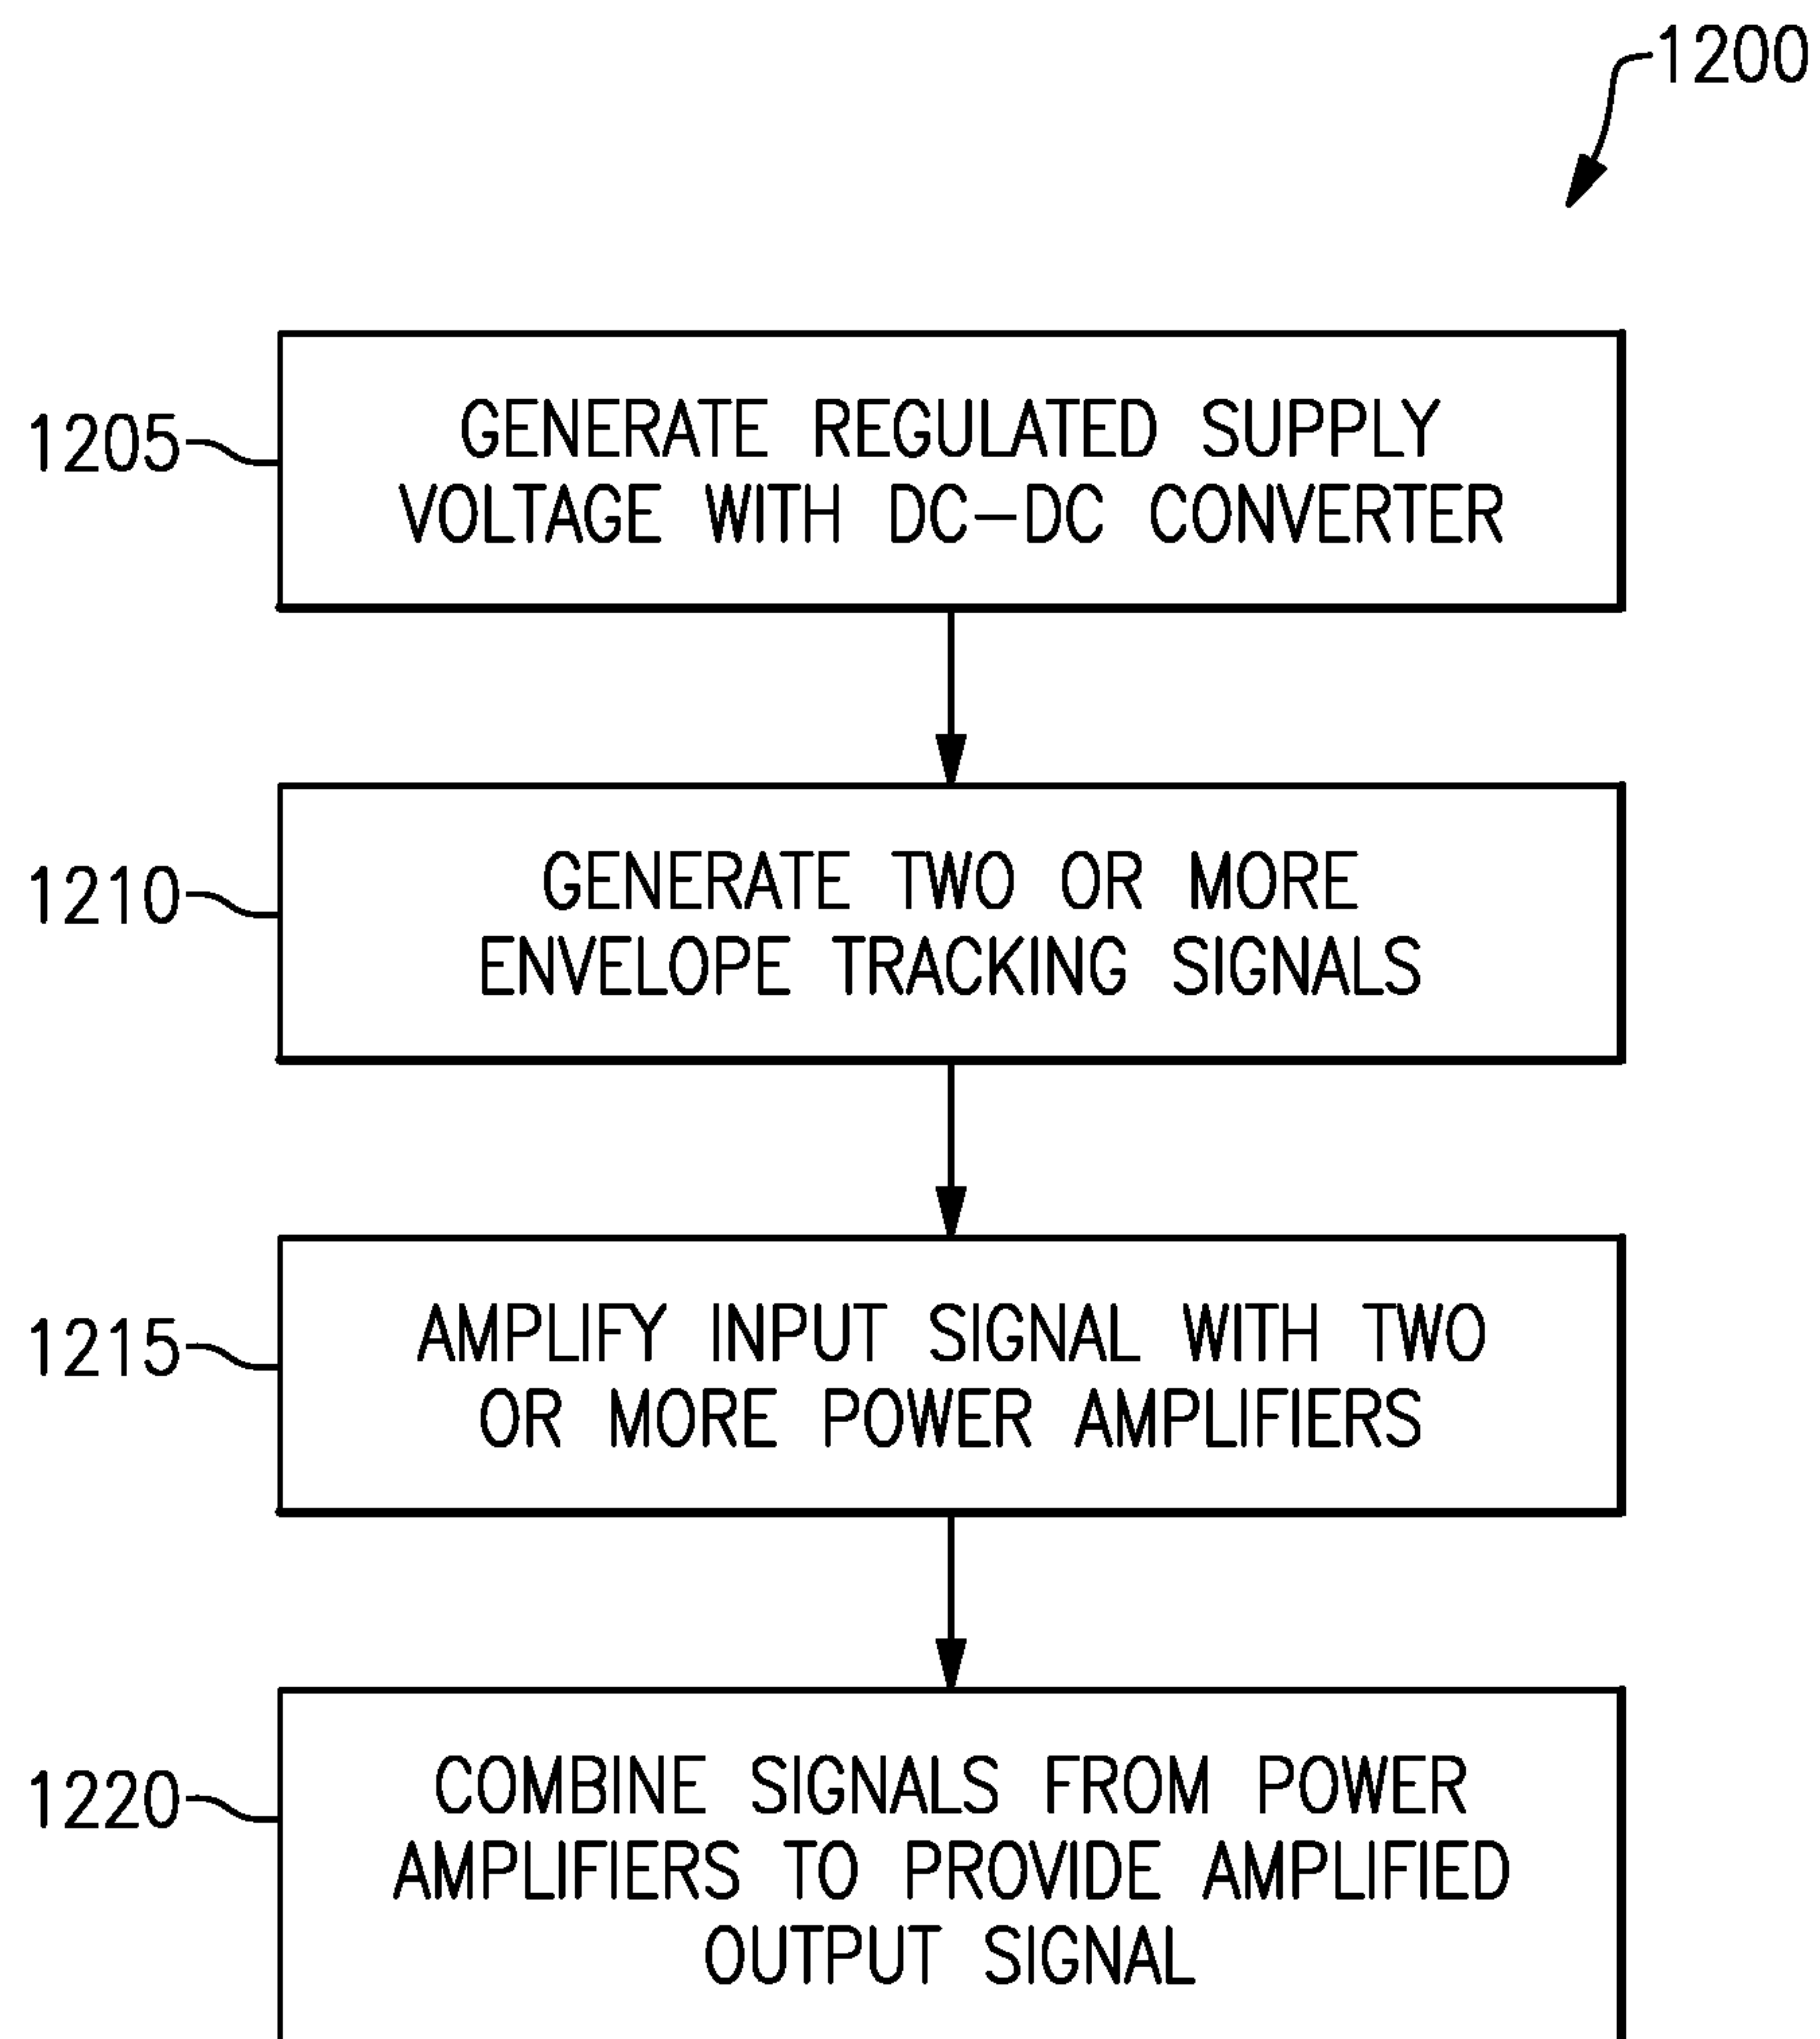 1200
1205
GENERATE REGULATED SUPPLY
VOLTAGE WITH DC-DC CONVERTER
1210
GENERATE TWO OR MORE
ENVELOPE TRACKING SIGNALS
1215
AMPLIFY INPUT SIGNAL WITH TWO
OR MORE POWER AMPLIFIERS
1220
COMBINE SIGNALS FROM POWER
AMPLIFIERS TO PROVIDE AMPLIFIED
OUTPUT SIGNAL